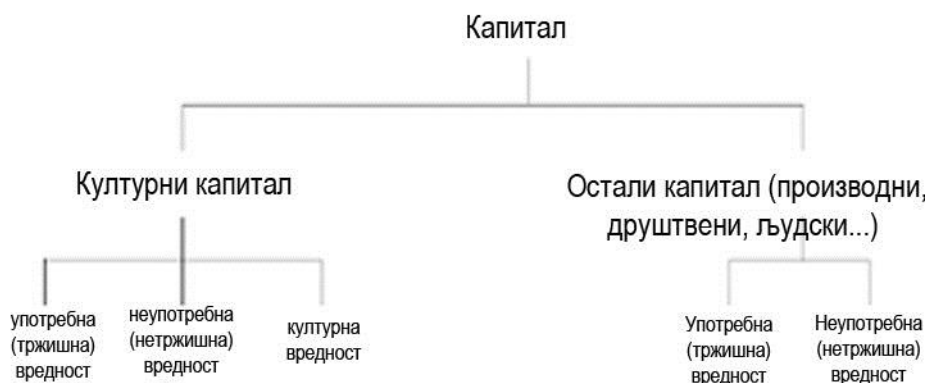 Капитал
Културни капитал
Остали капитал (производни,
друштвени, људски...)
употребна
(тржишна)
вредност
неупотребна
(нетржишна)
вредност
културна
вредност
Употребна
(тржишна)
вредност
Неупотребна
(нетржишна)
вредност